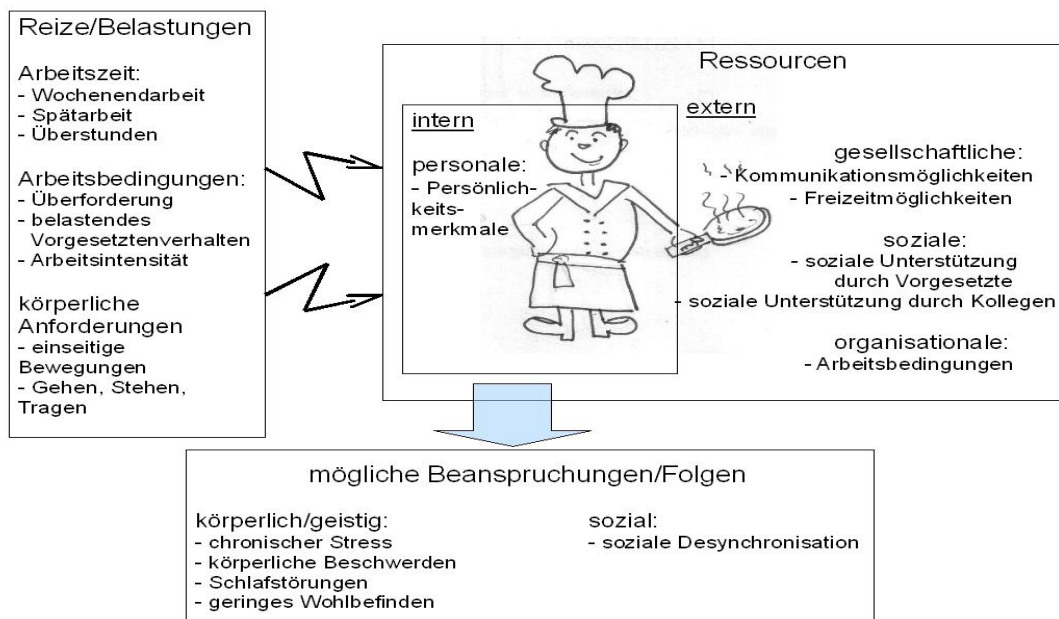 Reize/Belastungen
Arbeitszeit:
- Wochenendarbeit
- Spätarbeit
- Überstunden
Arbeitsbedingungen:
- Überforderung
- belastendes
Vorgesetztenverhalten
- Arbeitsintensität
körperliche
Anforderungen
- einseitige
Bewegungen
- Gehen, Stehen,
Tragen
Ressourcen
intern
personale:
- Persönlich-
keits-
merkmale
extern
gesellschaftliche:
- Kommunikationsmöglichkeiten
- Freizeitmöglichkeiten
soziale:
- soziale Unterstützung
durch Vorgesetzte
- soziale Unterstützung durch Kollegen
organisationale:
- Arbeitsbedingungen
mögliche Beanspruchungen/Folgen
körperlich/geistig:
- chronischer Stress
- körperliche Beschwerden
- Schlafstörungen
- geringes Wohlbefinden
sozial:
- soziale Desynchronisation